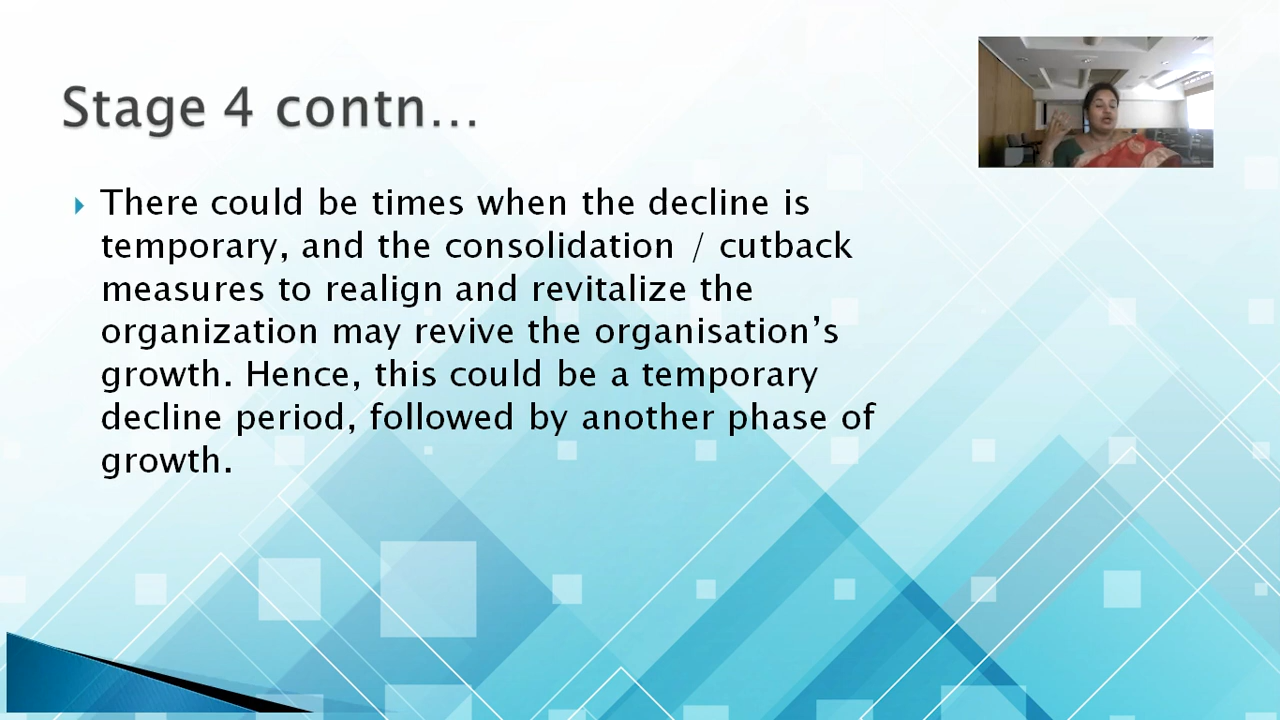 Stage 4 contn...
There could be times when the decline is
temporary, and the consolidation / cutback
measures to realign and revitalize the
organization may revive the organisation's
growth. Hence, this could be a temporary
decline period, followed by another phase of
growth.